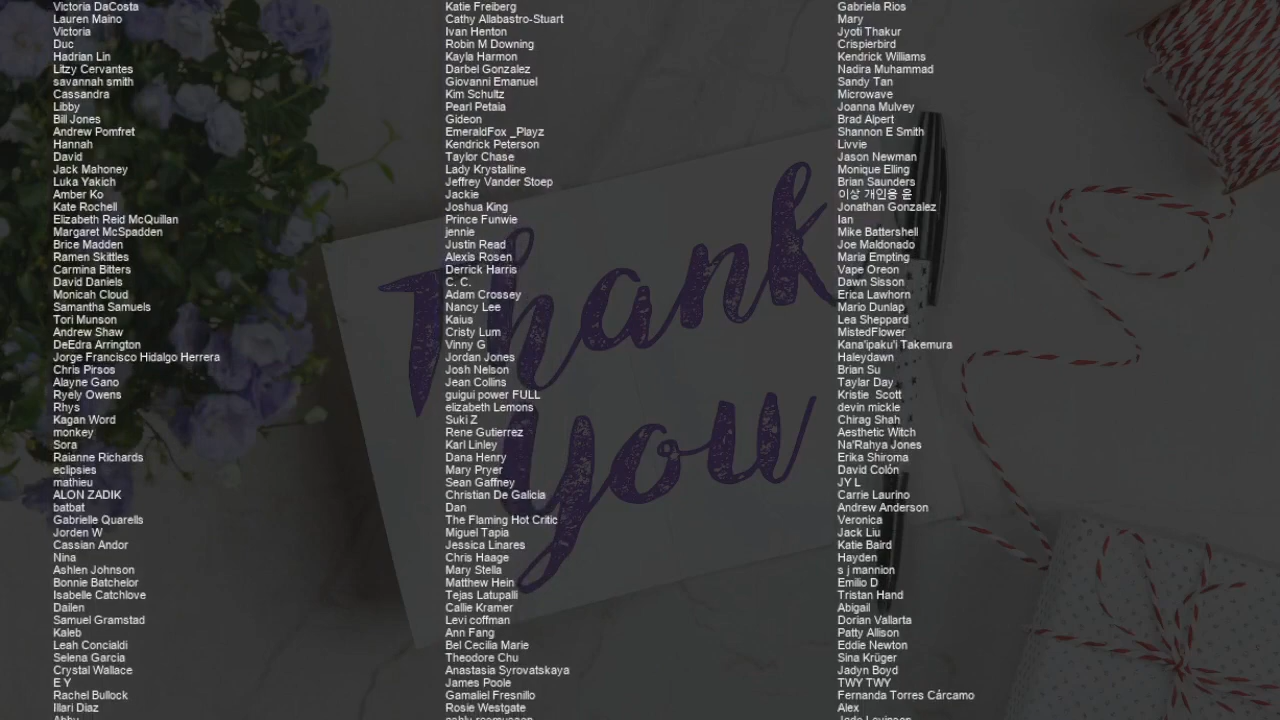 Victoria DaCosta
Lauren Maino
Victoria
Duc
Hadrian Lin
Litzy Cervantes
savannah smith
Cassandra
Libby
Bill Jones
Andrew Pomfret
Hannah
David
Jack Mahoney
Luka Yakich
Amber Ko
Kate Rochell
Elizabeth Reid McQuillan
Margaret McSpadden
Brice Madden
Ramen Skittles
Carmina Bitters
David Daniels
Monicah Cloud
Samantha Samuels
Tori Munson
Andrew Shaw
DeEdra Arrington
Jorge Francisco Hidalgo Herrera
Chris Pirsos
Alayne Gano
Ryely Owens
Rhys
Kagan Word
monkey
Sora
Raianne Richards
eclipsies
mathieu
ALON ZADIK
batbat
Gabrielle Quarells
Jorden W
Cassian Andor
Nina
Ashlen Johnson
Bonnie Batchelor
Isabelle Catchlove
Dailen
Samuel Gramstad
Kaleb
Leah Concialdi
Selena Garcia
Crystal Wallace
E Y
Rachel Bullock
Illari Diaz
Katie Freiberg
Cathy Allabastro-Stuart
Ivan Henton
Robin M Downing
Kayla Harmon
Darbel Gonzalez
Giovanni Emanuel
Kim Schultz
Pearl Petaia
Gideon
EmeraldFox _Playz
Kendrick Peterson
Taylor Chase
Lady Krystalline
Jeffrey Vander Stoep
Jackie
Joshua King
Prince Funwie
jennie
Justin Read
Alexis Rosen
Derrick Harris
C. C.
Adam Crossey
Nancy Lee
Kaius
Cristy Lum
Vinny G
Jordan Jones
Josh Nelson
Jean Collins
guigui power FULL
elizabeth Lemons
Suki Z
Rene Gutierrez
Karl Linley
Dana Henry
Mary Pryer
Sean Gaffney
Christian De Galicia
Dan
The Flaming Hot Critic
Miguel Tapia
Jessica Linares
Chris Haage
Mary Stella
Matthew Hein
Tejas Latupalli
Callie Kramer
Levi coffman
Ann Fang
Bel Cecilia Marie
Theodore Chu
Anastasia Syrovatskaya
James Poole
Gamaliel Fresnillo
Rosie Westgate
Gabriela Rios
Mary
Jyoti Thakur
Crispierbird
Kendrick Williams
Nadira Muhammad
Sandy Tan
Microwave
Joanna Mulvey
Brad Alpert
Shannon E Smith
Livvie
Jason Newman
Monique Elling
Brian Saunders
이상 개인용
Jonathan Gonzalez
Ian
Mike Battershell
Joe Maldonado
Maria Empting
Vape Oreon
Dawn Sisson
Erica Lawhorn
Mario Dunlap
Lea Sheppard
MistedFlower
Kana'ipaku'i Takemura
Haleydawn
Brian Su
Taylar Day
Kristie Scott
devin mickle
Chirag Shah
Aesthetic Witch
Na'Rahya Jones
Erika Shiroma
David Colón
JY L
Carrie Laurino
Andrew Anderson
Veronica
Jack Liu
Katie Baird
Hayden
s j mannion
Emilio D
Tristan Hand
Abigail
Dorian Vallarta
Patty Allison
Eddie Newton
Sina Krüger
Jadyn Boyd
TWY TWY
Fernanda Torres Cárcamo
Alex
Thank
you